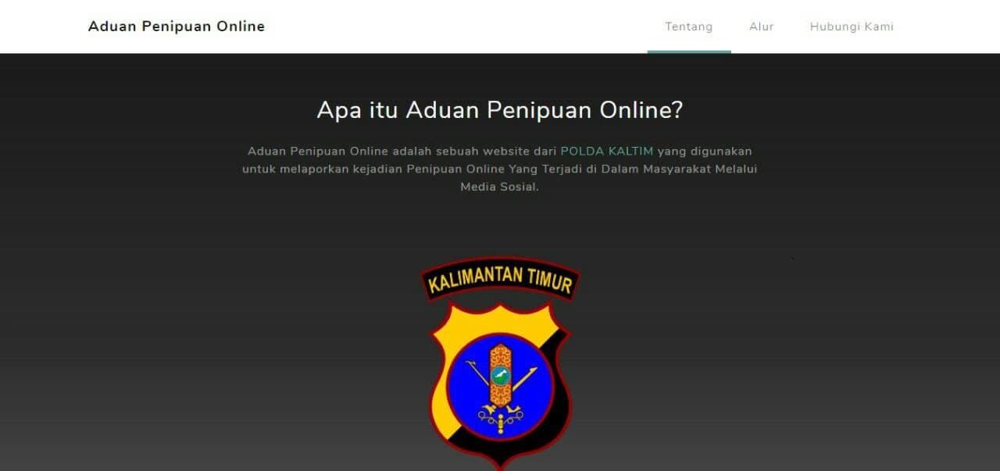 Aduan Penipuan Online
Tentang
Alur
Hubungi Kami
Apa itu Aduan Penipuan Online?
Aduan Penipuan Online adalah sebuah website dari POLDA KALTIM yang digunakan
untuk melaporkan kejadian Penipuan Online Yang Terjadi di Dalam Masyarakat Melalui
Media Sosial.
KALIMANTAN TIMUR